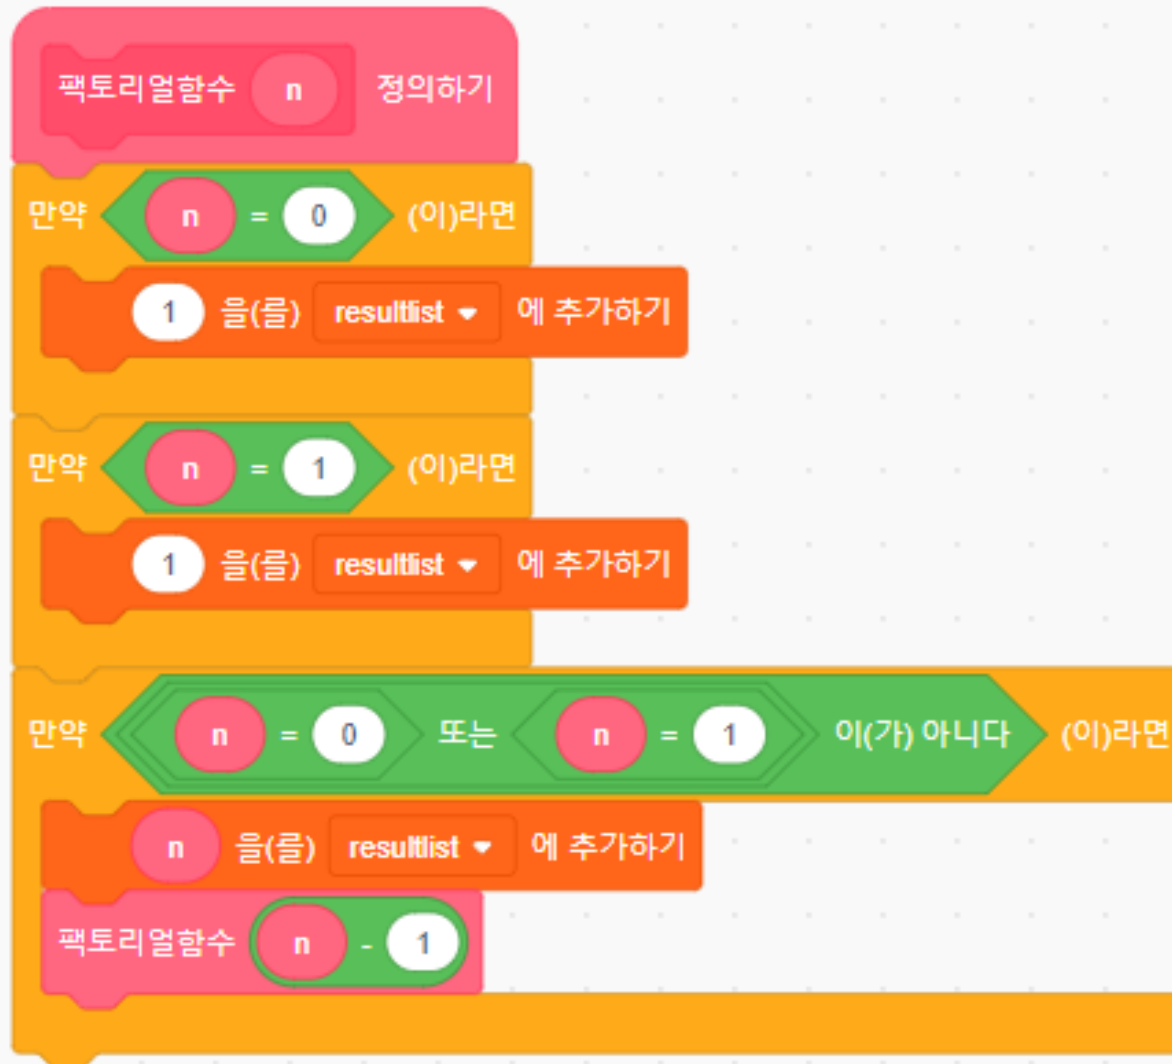 팩토리얼함수 n 정의하기
만약 n = 0 (이)라면
1 을(를) resultlist 에 추가하기
만약 n = 1 (이)라면
1 을(를) resultlist 에 추가하기
만약 n = 0 또는 n = 1 이(가) 아니다 (이)라면
n 을(를) resultlist 에 추가하기
팩토리얼함수 n - 1